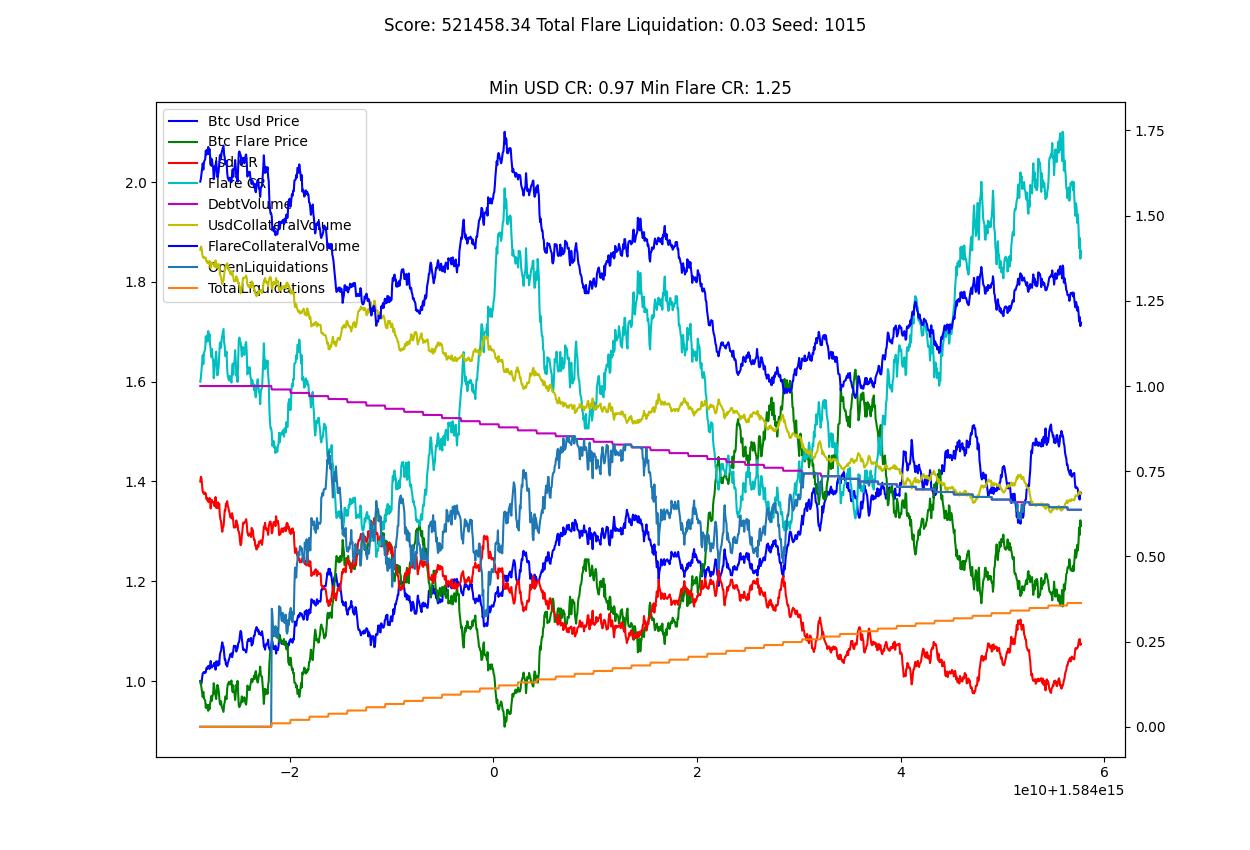 Score: 521458.34 Total Flare Liquidation: 0.03 Seed: 1015
Min USD CR: 0.97 Min Flare CR: 1.25
Btc Usd Price
Btc Flare Price
Usd CR
Flare CR
DebtVolume
UsdCollateralVolume
FlareCollateralVolume
OpenLiquidations
TotalLiquidations
2.0
1.8
1.6
1.4
1.2
1.0
1.75
1.50
1.25
1.00
0.75
0.50
0.25
0.00
−2 0 2 4 6
1e10+1.584e15